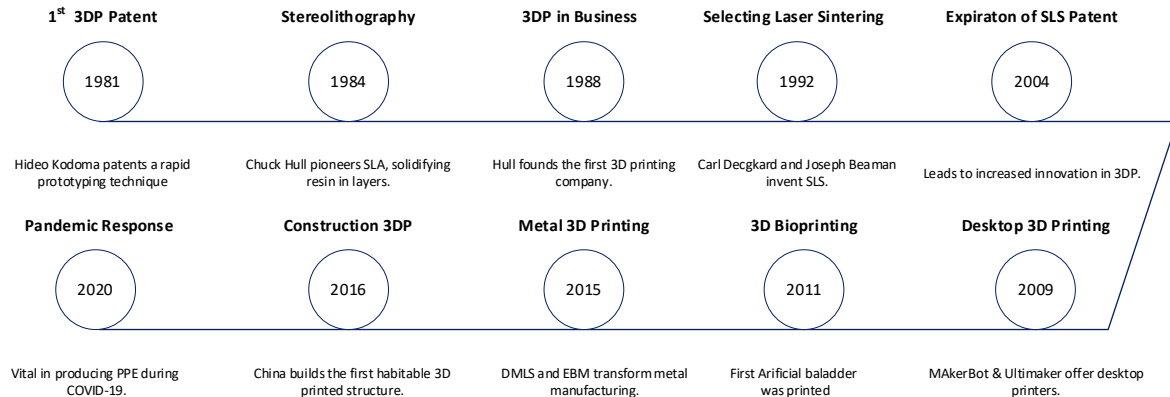 1st 3DP Patent
Stereolithography
3DP in Business
Selecting Laser Sintering
Expiraton of SLS Patent
1981
1984
1988
1992
2004
Hideo Kodoma patents a rapid
prototyping technique
Chuck Hull pioneers SLA, solidifying
resin in layers.
Hull founds the first 3D printing
company.
Carl Decgkard and Joseph Beaman
invent SLS.
Leads to increased innovation in 3DP.
Pandemic Response
Construction 3DP
Metal 3D Printing
3D Bioprinting
Desktop 3D Printing
2020
2016
2015
2011
2009
Vital in producing PPE during
COVID-19.
China builds the first habitable 3D
printed structure.
DMLS and EBM transform metal
manufacturing.
First Arificial baladder
was printed
MAkerBot & Ultimaker offer desktop
printers.